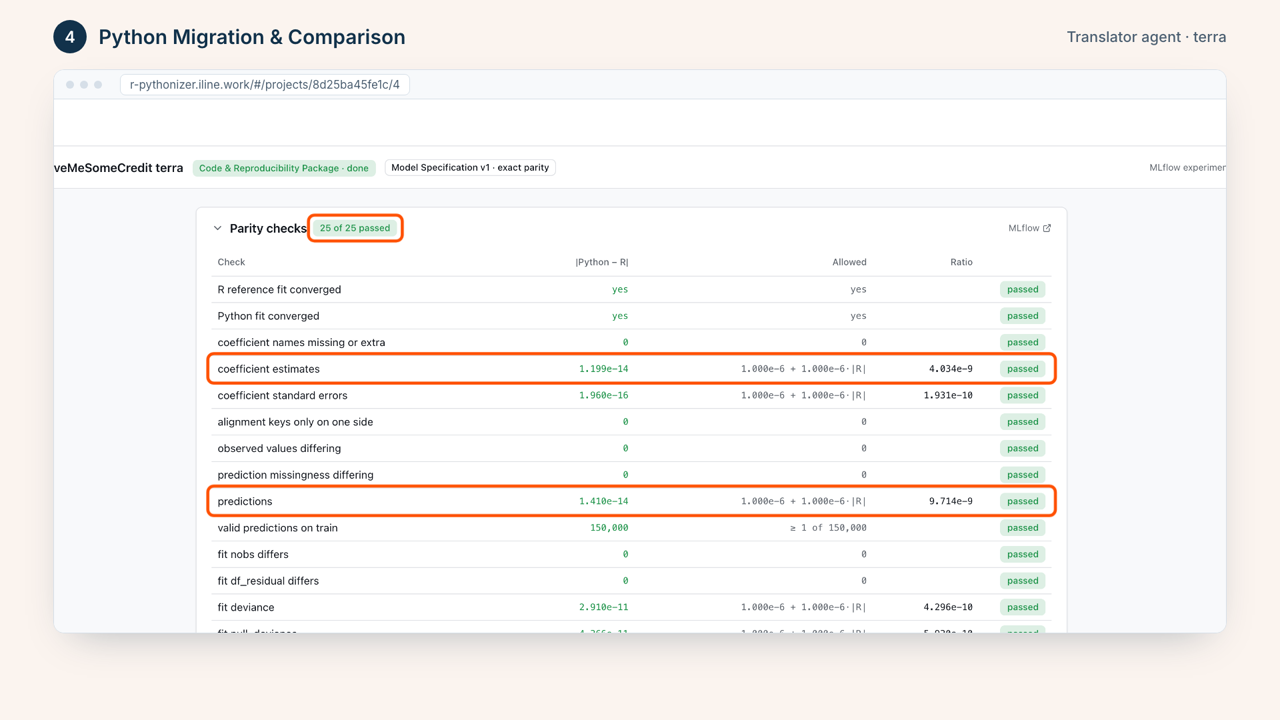 4 Python Migration & Comparison Translator agent · terra
r-pythonizer.iline.work/#/projects/8d25ba45fe1c/4
veMeSomeCredit terra Code & Reproducibility Package · done Model Specification v1 · exact parity MLflow experimen
Parity checks 25 of 25 passed MLflow
Check |Python − R| Allowed Ratio
R reference fit converged yes yes passed
Python fit converged yes yes passed
coefficient names missing or extra 0 0 passed
coefficient estimates 1.199e-14 1.000e-6 + 1.000e-6·|R| 4.034e-9 passed
coefficient standard errors 1.960e-16 1.000e-6 + 1.000e-6·|R| 1.931e-10 passed
alignment keys only on one side 0 0 passed
observed values differing 0 0 passed
prediction missingness differing 0 0 passed
predictions 1.410e-14 1.000e-6 + 1.000e-6·|R| 9.714e-9 passed
valid predictions on train 150,000 ≥ 1 of 150,000 passed
fit nobs differs 0 0 passed
fit df_residual differs 0 0 passed
fit deviance 2.910e-11 1.000e-6 + 1.000e-6·|R| 4.296e-10 passed